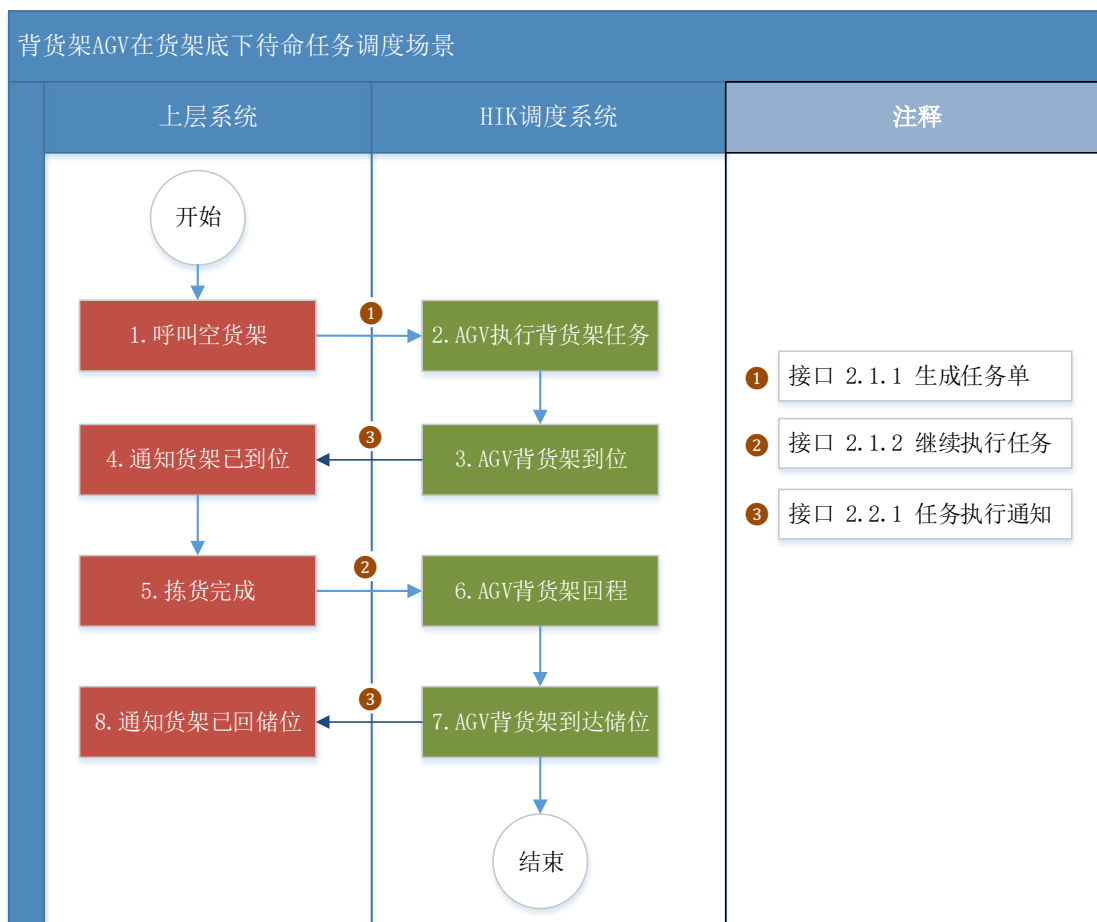 背货架AGV在货架底下待命任务调度场景
上层系统
HIK调度系统
注释
开始
1.呼叫空货架
1
2.AGV执行背货架任务
4.通知货架已到位
3
3.AGV背货架到位
5.拣货完成
2
6.AGV背货架回程
8.通知货架已回储位
3
7.AGV背货架到达储位
结束
1 接口 2.1.1 生成任务单
2 接口 2.1.2 继续执行任务
3 接口 2.2.1 任务执行通知